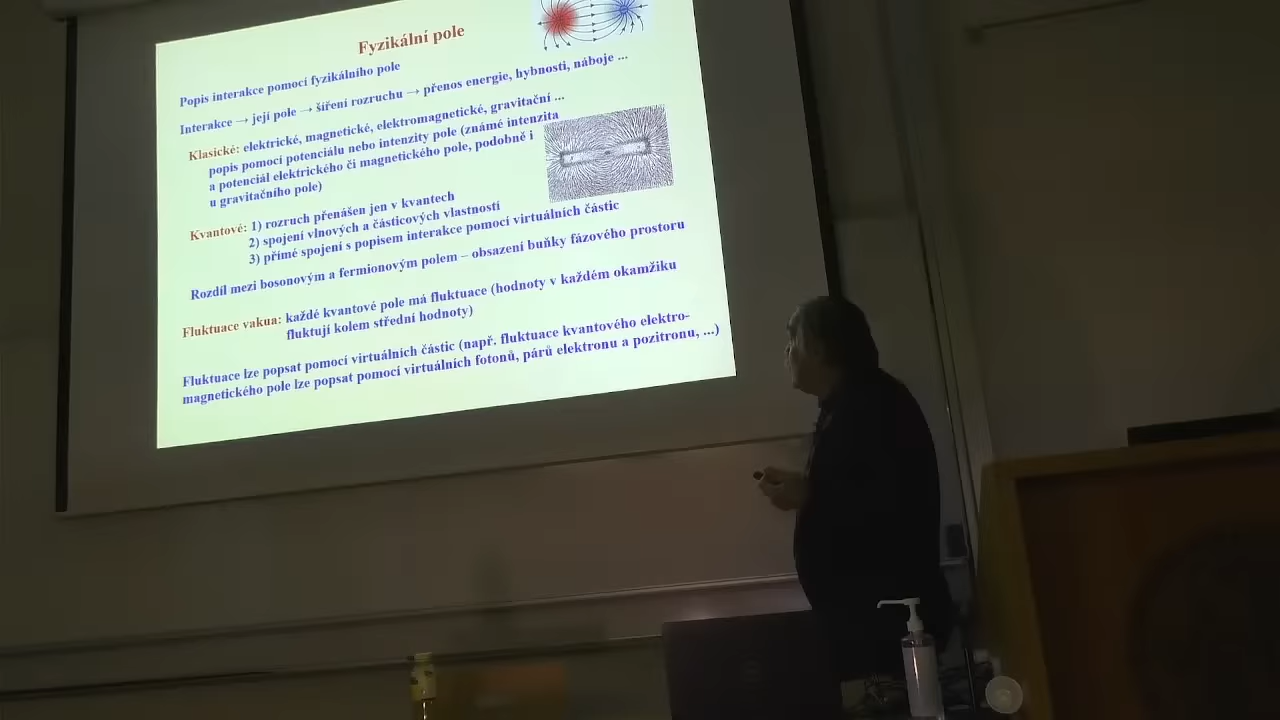 Fyzikální pole
Popis interakce pomocí fyzikálního pole
Interakce → její pole → šíření rozruchu → přenos energie, hybnosti, náboje ...
Klasické: elektrické, magnetické, elektromagnetické, gravitační ...
popis pomocí potenciálu nebo intenzity pole (známé intenzita
a potenciál elektrického či magnetického pole, podobně i
u gravitačního pole)
Kvantové: 1) rozruch přenášen jen v kvantech
2) spojení vlnových a částicových vlastností
3) přímé spojení s popisem interakce pomocí virtuálních částic
Rozdíl mezi bosonovým a fermionovým polem – obsazení buňky fázového prostoru
Fluktuace vakua: každé kvantové pole má fluktuace (hodnoty v každém okamžiku
fluktují kolem střední hodnoty)
Fluktuace lze popsat pomocí virtuálních částic (např. fluktuace kvantového elektro-
magnetického pole lze popsat pomocí virtuálních fotonů, párů elektronu a pozitronu, ...)